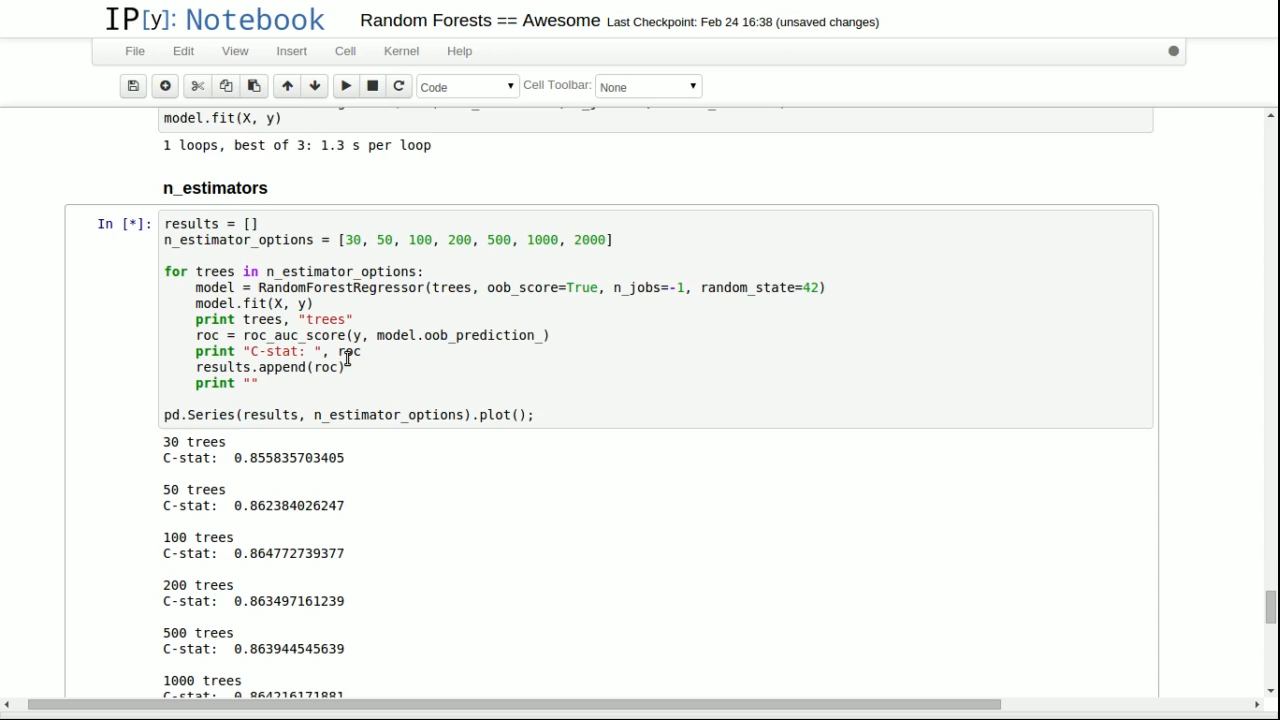 IP[y]: Notebook Random Forests == Awesome Last Checkpoint: Feb 24 16:38 (unsaved changes)
File Edit View Insert Cell Kernel Help
Code Cell Toolbar: None
model.fit(X, y)
1 loops, best of 3: 1.3 s per loop
n_estimators
In [*]:
results = []
n_estimator_options = [30, 50, 100, 200, 500, 1000, 2000]
for trees in n_estimator_options:
    model = RandomForestRegressor(trees, oob_score=True, n_jobs=-1, random_state=42)
    model.fit(X, y)
    print trees, "trees"
    roc = roc_auc_score(y, model.oob_prediction_)
    print "C-stat: ", roc
    results.append(roc)
    print ""
pd.Series(results, n_estimator_options).plot();
30 trees
C-stat:  0.855835703405
50 trees
C-stat:  0.862384026247
100 trees
C-stat:  0.864772739377
200 trees
C-stat:  0.863497161239
500 trees
C-stat:  0.863944545639
1000 trees
C-stat:  0.864216171881